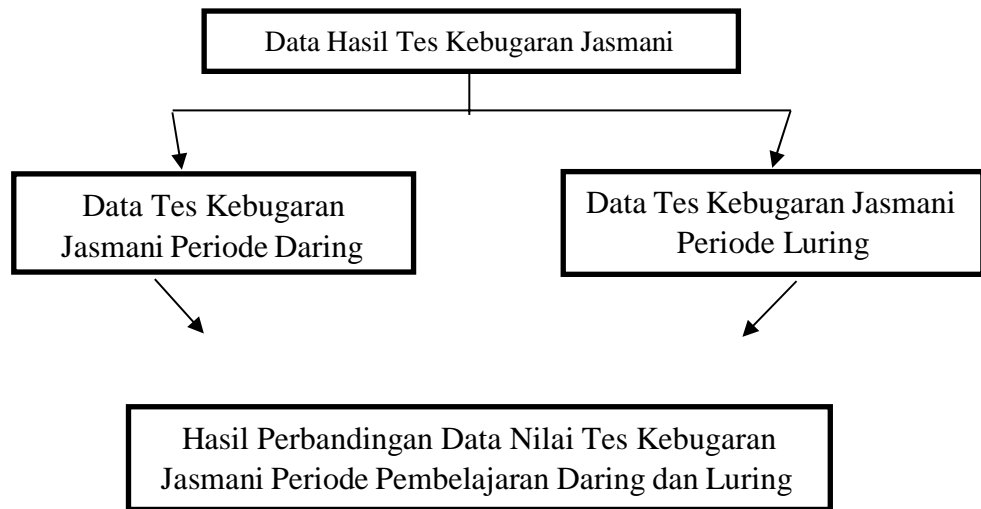 Data Hasil Tes Kebugaran Jasmani
Data Tes Kebugaran
Jasmani Periode Daring
Data Tes Kebugaran Jasmani
Periode Luring
Hasil Perbandingan Data Nilai Tes Kebugaran
Jasmani Periode Pembelajaran Daring dan Luring